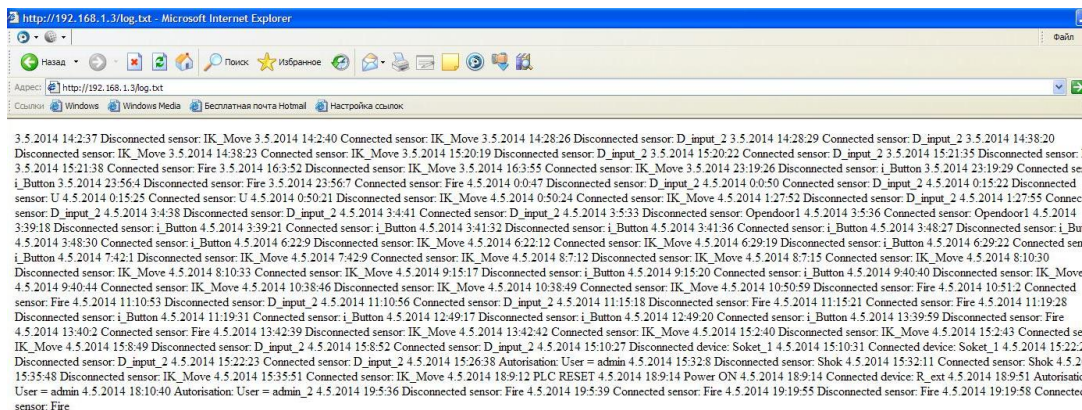 http://192.168.1.3/log.txt - Microsoft Internet Explorer
Файл
Назад Поиск Избранное
Адрес: http://192.168.1.3/log.txt
Ссылки Windows Windows Media Бесплатная почта Hotmail Настройка ссылок
3.5.2014 14:2:37 Disconnected sensor: IK_Move 3.5.2014 14:2:40 Connected sensor: IK_Move 3.5.2014 14:28:26 Disconnected sensor: D_input_2 3.5.2014 14:28:29 Connected sensor: D_input_2 3.5.2014 14:38:20
Disconnected sensor: IK_Move 3.5.2014 14:38:23 Connected sensor: IK_Move 3.5.2014 15:20:19 Disconnected sensor: D_input_2 3.5.2014 15:20:22 Connected sensor: D_input_2 3.5.2014 15:21:35 Disconnected sensor:
3.5.2014 15:21:38 Connected sensor: Fire 3.5.2014 16:3:52 Disconnected sensor: IK_Move 3.5.2014 16:3:55 Connected sensor: IK_Move 3.5.2014 23:19:26 Disconnected sensor: i_Button 3.5.2014 23:19:29 Connected
i_Button 3.5.2014 23:56:4 Disconnected sensor: Fire 3.5.2014 23:56:7 Connected sensor: Fire 4.5.2014 0:0:47 Disconnected sensor: D_input_2 4.5.2014 0:0:50 Connected sensor: D_input_2 4.5.2014 0:15:22 Disconnected
sensor: U 4.5.2014 0:15:25 Connected sensor: U 4.5.2014 0:50:21 Disconnected sensor: IK_Move 4.5.2014 0:50:24 Connected sensor: IK_Move 4.5.2014 1:27:52 Disconnected sensor: D_input_2 4.5.2014 1:27:55
sensor: D_input_2 4.5.2014 3:4:38 Disconnected sensor: D_input_2 4.5.2014 3:4:41 Connected sensor: D_input_2 4.5.2014 3:5:33 Disconnected sensor: Opendoor1 4.5.2014 3:5:36 Connected sensor: Opendoor1 4.5.2014
3:39:18 Disconnected sensor: i_Button 4.5.2014 3:39:21 Connected sensor: i_Button 4.5.2014 3:41:32 Disconnected sensor: i_Button 4.5.2014 3:41:36 Connected sensor: i_Button 4.5.2014 3:48:27 Disconnected sensor:
4.5.2014 3:48:30 Connected sensor: i_Button 4.5.2014 6:22:9 Disconnected sensor: IK_Move 4.5.2014 6:22:12 Connected sensor: IK_Move 4.5.2014 6:29:19 Disconnected sensor: i_Button 4.5.2014 6:29:22 Connected
i_Button 4.5.2014 7:42:1 Disconnected sensor: IK_Move 4.5.2014 7:42:9 Connected sensor: IK_Move 4.5.2014 8:7:12 Disconnected sensor: IK_Move 4.5.2014 8:7:15 Connected sensor: IK_Move 4.5.2014 8:10:30
Disconnected sensor: IK_Move 4.5.2014 8:10:33 Connected sensor: IK_Move 4.5.2014 9:15:17 Disconnected sensor: i_Button 4.5.2014 9:15:20 Connected sensor: i_Button 4.5.2014 9:40:40 Disconnected sensor: IK_Move
4.5.2014 9:40:44 Connected sensor: IK_Move 4.5.2014 10:38:46 Disconnected sensor: IK_Move 4.5.2014 10:38:49 Connected sensor: IK_Move 4.5.2014 10:50:59 Disconnected sensor: Fire 4.5.2014 10:51:2 Connected
sensor: Fire 4.5.2014 11:10:53 Disconnected sensor: D_input_2 4.5.2014 11:10:56 Connected sensor: D_input_2 4.5.2014 11:15:18 Disconnected sensor: Fire 4.5.2014 11:15:21 Connected sensor: Fire 4.5.2014 11:19:28
Disconnected sensor: i_Button 4.5.2014 11:19:31 Connected sensor: i_Button 4.5.2014 12:49:17 Disconnected sensor: i_Button 4.5.2014 12:49:20 Connected sensor: i_Button 4.5.2014 13:39:59 Disconnected sensor: Fire
4.5.2014 13:40:2 Connected sensor: Fire 4.5.2014 13:42:39 Disconnected sensor: IK_Move 4.5.2014 13:42:42 Connected sensor: IK_Move 4.5.2014 15:2:40 Disconnected sensor: IK_Move 4.5.2014 15:2:43 Connected
IK_Move 4.5.2014 15:8:49 Disconnected sensor: D_input_2 4.5.2014 15:8:52 Connected sensor: D_input_2 4.5.2014 15:10:27 Disconnected device: Soket_1 4.5.2014 15:10:31 Connected device: Soket_1 4.5.2014
Disconnected sensor: D_input_2 4.5.2014 15:22:23 Connected sensor: D_input_2 4.5.2014 15:26:38 Autorisation: User = admin 4.5.2014 15:32:8 Disconnected sensor: Shok 4.5.2014 15:32:11 Connected sensor: Shok
15:35:48 Disconnected sensor: IK_Move 4.5.2014 15:35:51 Connected sensor: IK_Move 4.5.2014 18:9:12 PLC RESET 4.5.2014 18:9:14 Power ON 4.5.2014 18:9:14 Connected device: R_ext 4.5.2014 18:9:51
User = admin 4.5.2014 18:10:40 Autorisation: User = admin_2 4.5.2014 19:5:36 Disconnected sensor: Fire 4.5.2014 19:5:39 Connected sensor: Fire 4.5.2014 19:19:55 Disconnected sensor: Fire 4.5.2014 19:19:58
sensor: Fire